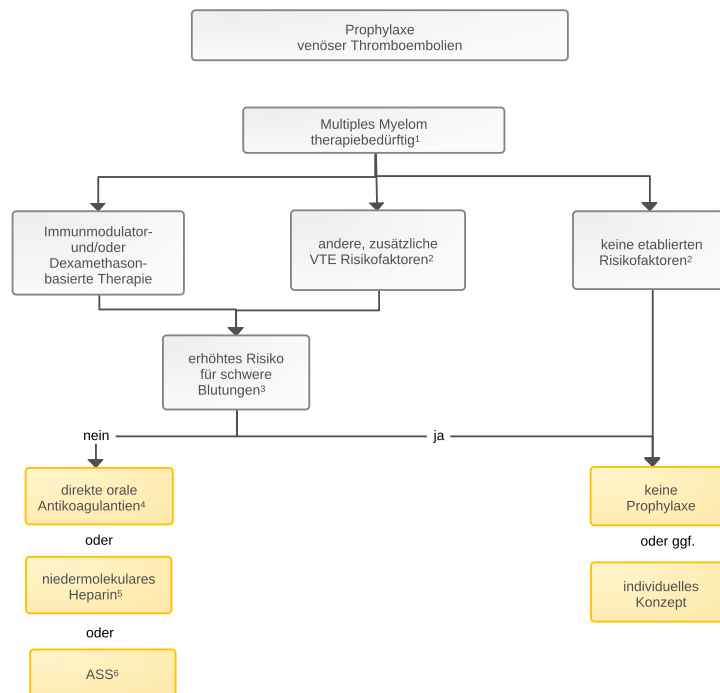 Prophylaxe
venöser Thromboembolien
Multiples Myelom
therapiebedürftig¹
Immunmodulator-
und/oder
Dexamethason-
basierte Therapie
andere, zusätzliche
VTE Risikofaktoren²
keine etablierten
Risikofaktoren²
erhöhtes Risiko
für schwere
Blutungen³
nein
ja
direkte orale
Antikoagulantien⁴
oder
niedermolekulares
Heparin⁵
oder
ASS⁶
keine
Prophylaxe
oder ggf.
individuelles
Konzept